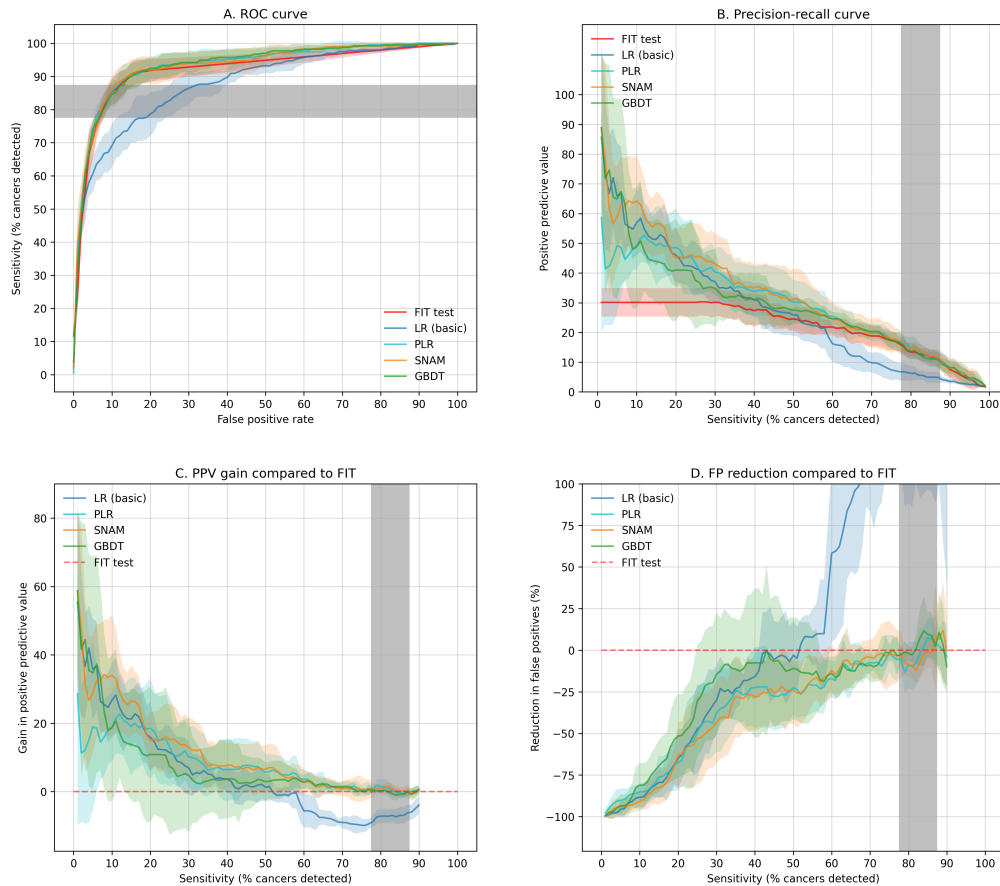 A. ROC curve
100
90
80
70
60
50
40
30
20
10
0
Sensitivity (% cancers detected)
FIT test
LR (basic)
PLR
SNAM
GBDT
0 10 20 30 40 50 60 70 80 90 100
False positive rate
B. Precision-recall curve
FIT test
LR (basic)
PLR
SNAM
GBDT
100
90
80
70
60
50
40
30
20
10
0
Positive predicive value
0 10 20 30 40 50 60 70 80 90 100
Sensitivity (% cancers detected)
C. PPV gain compared to FIT
LR (basic)
PLR
SNAM
GBDT
FIT test
80
60
40
20
0
Gain in positive predictive value
0 10 20 30 40 50 60 70 80 90 100
Sensitivity (% cancers detected)
D. FP reduction compared to FIT
LR (basic)
PLR
SNAM
GBDT
FIT test
100
75
50
25
0
−25
−50
−75
−100
Reduction in false positives (%)
0 10 20 30 40 50 60 70 80 90 100
Sensitivity (% cancers detected)